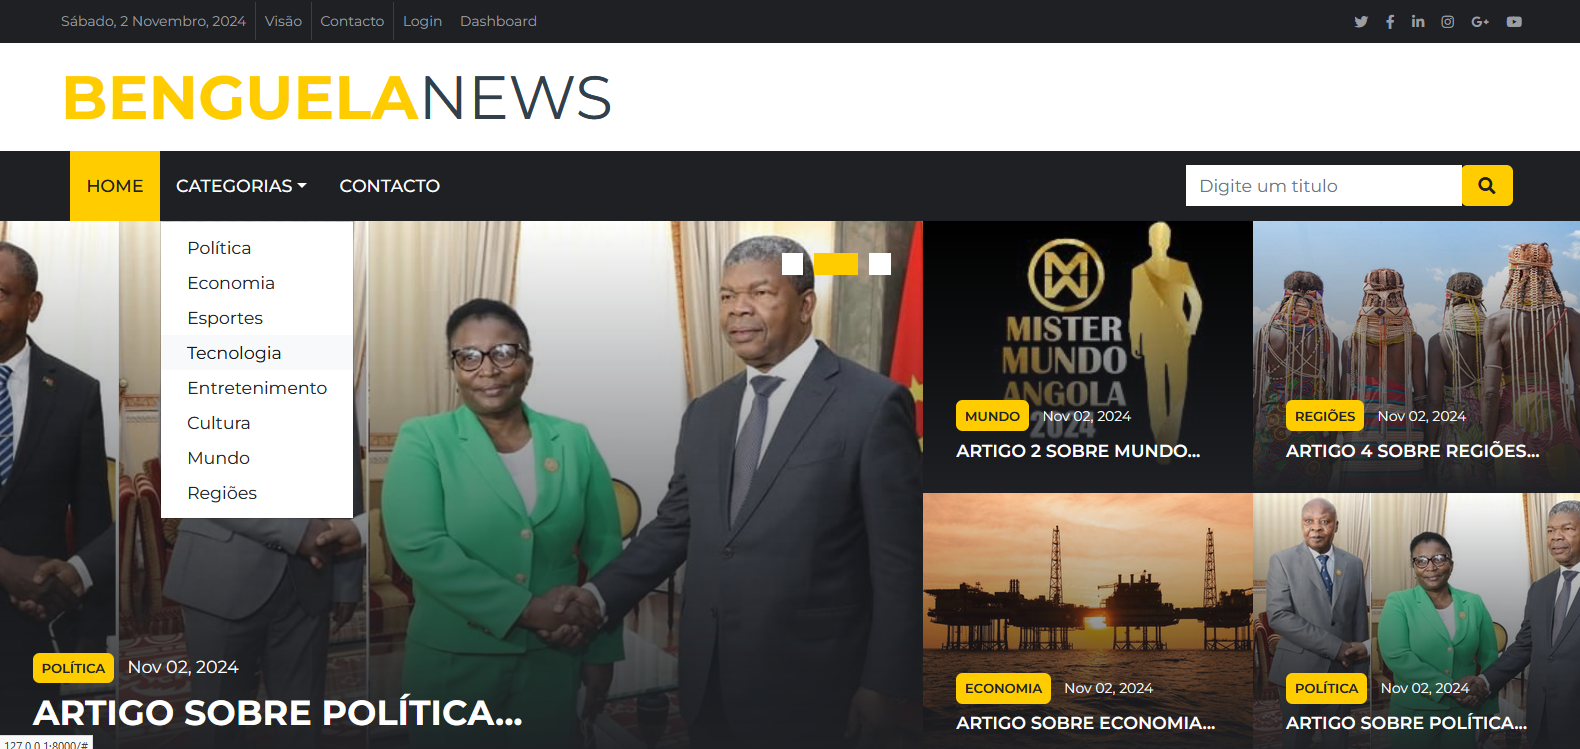 Sábado, 2 Novembro, 2024
Visão
Contacto
Login
Dashboard
BENGUELANEWS
HOME
CATEGORIAS
CONTACTO
Digite um titulo
Política
Economia
Esportes
Tecnologia
Entretenimento
Cultura
Mundo
Regiões
POLÍTICA Nov 02, 2024
ARTIGO SOBRE POLÍTICA...
MISTER
MUNDO
ANGOLA
2024
MUNDO Nov 02, 2024
ARTIGO 2 SOBRE MUNDO...
REGIÕES Nov 02, 2024
ARTIGO 4 SOBRE REGIÕES...
ECONOMIA Nov 02, 2024
ARTIGO SOBRE ECONOMIA...
POLÍTICA Nov 02, 2024
ARTIGO SOBRE POLÍTICA...
127.0.0.1:8000/#